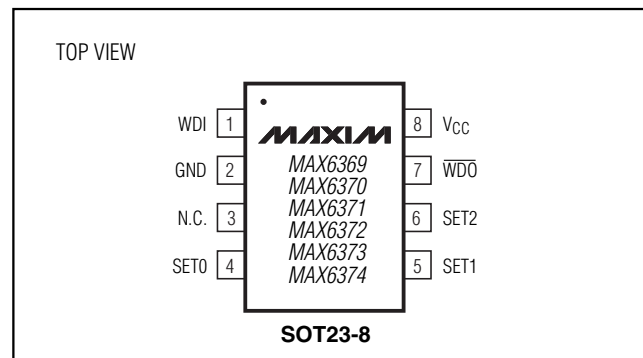 TOP VIEW
WDI 1
GND 2
N.C. 3
SET0 4
MAXIM
MAX6369
MAX6370
MAX6371
MAX6372
MAX6373
MAX6374
8 VCC
7 WDO
6 SET2
5 SET1
SOT23-8